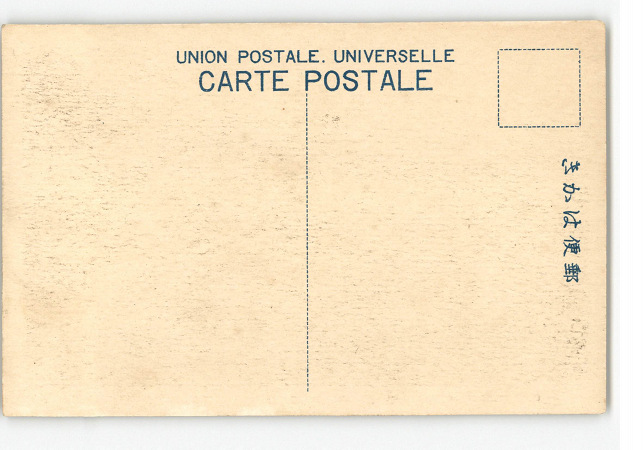 UNION POSTALE. UNIVERSELLE
CARTE POSTALE
郵便はかき